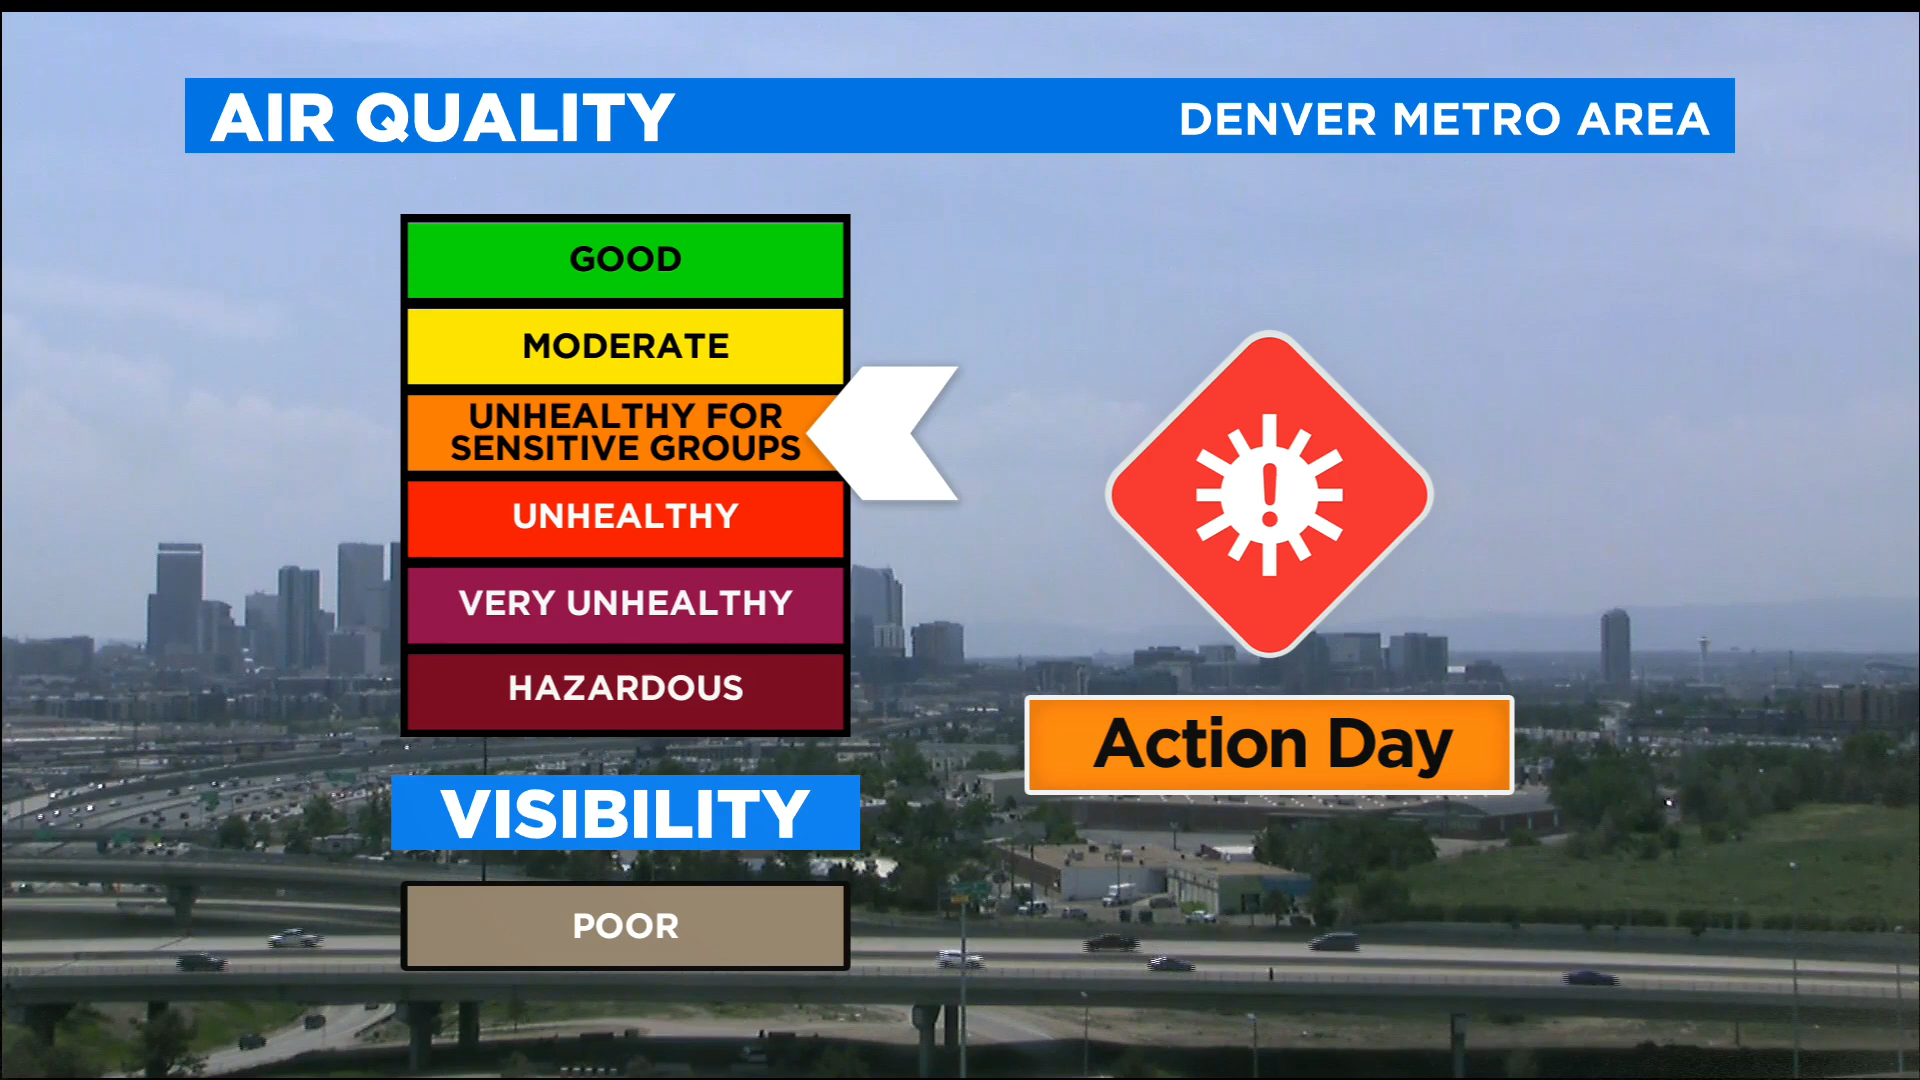 AIR QUALITY
DENVER METRO AREA
GOOD
MODERATE
UNHEALTHY FOR
SENSITIVE GROUPS
UNHEALTHY
VERY UNHEALTHY
HAZARDOUS
!
Action Day
VISIBILITY
POOR